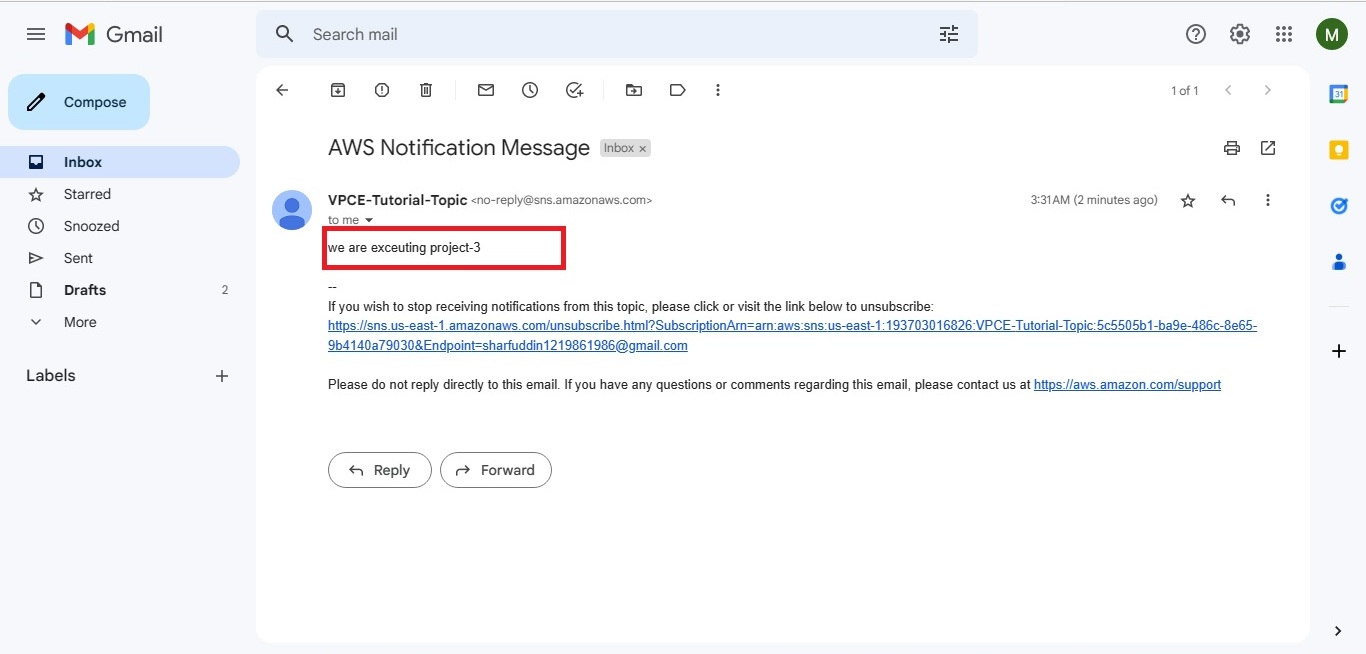 Gmail
Search mail
M
Compose
1 of 1
31
Inbox
Starred
Snoozed
Sent
Drafts 2
More
Labels
AWS Notification Message Inbox ×
VPCE-Tutorial-Topic <no-reply@sns.amazonaws.com> 3:31 AM (2 minutes ago)
to me
we are exceuting project-3
--
If you wish to stop receiving notifications from this topic, please click or visit the link below to unsubscribe:
https://sns.us-east-1.amazonaws.com/unsubscribe.html?SubscriptionArn=arn:aws:sns:us-east-1:193703016826:VPCE-Tutorial-Topic:5c5505b1-ba9e-486c-8e65-
9b4140a79030&Endpoint=sharfuddin1219861986@gmail.com
Please do not reply directly to this email. If you have any questions or comments regarding this email, please contact us at https://aws.amazon.com/support
Reply
Forward